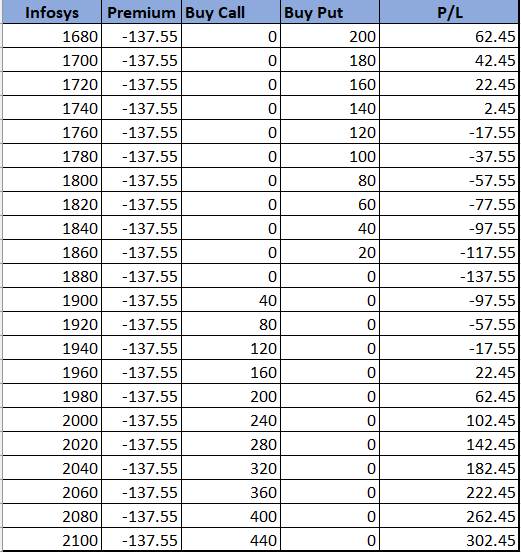 Infosys Premium Buy Call Buy Put P/L
1680 -137.55 0 200 62.45
1700 -137.55 0 180 42.45
1720 -137.55 0 160 22.45
1740 -137.55 0 140 2.45
1760 -137.55 0 120 -17.55
1780 -137.55 0 100 -37.55
1800 -137.55 0 80 -57.55
1820 -137.55 0 60 -77.55
1840 -137.55 0 40 -97.55
1860 -137.55 0 20 -117.55
1880 -137.55 0 0 -137.55
1900 -137.55 40 0 -97.55
1920 -137.55 80 0 -57.55
1940 -137.55 120 0 -17.55
1960 -137.55 160 0 22.45
1980 -137.55 200 0 62.45
2000 -137.55 240 0 102.45
2020 -137.55 280 0 142.45
2040 -137.55 320 0 182.45
2060 -137.55 360 0 222.45
2080 -137.55 400 0 262.45
2100 -137.55 440 0 302.45